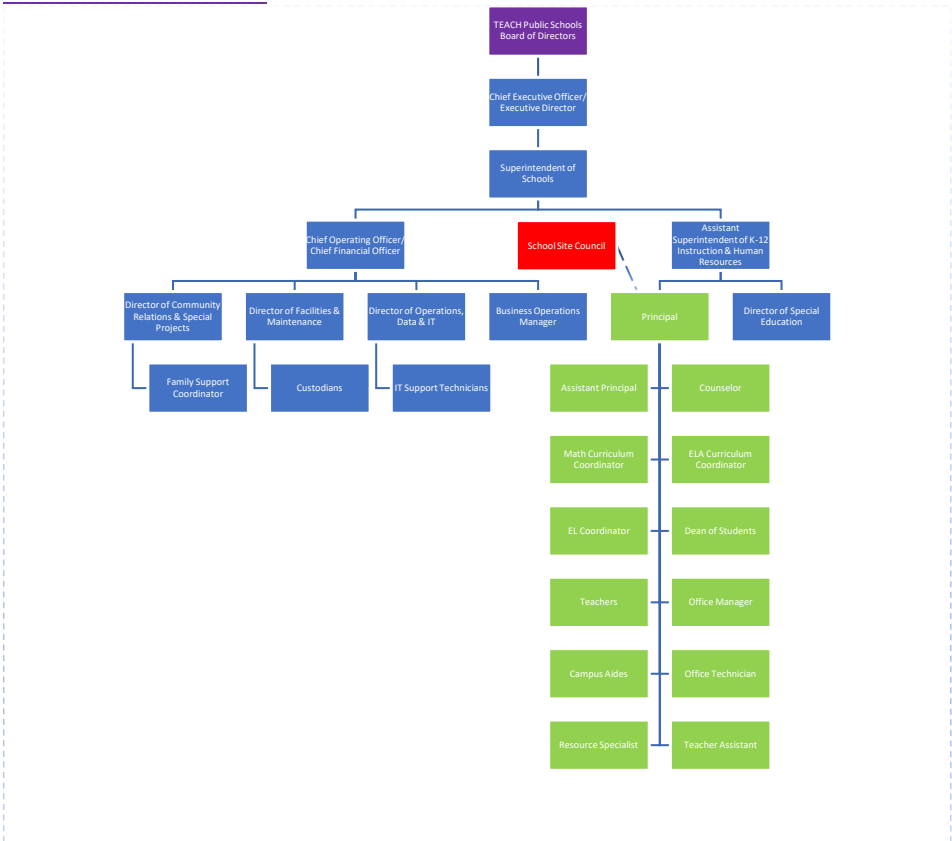 TEACH Public Schools
Board of Directors
Chief Executive Officer/
Executive Director
Superintendent of
Schools
Chief Operating Officer/
Chief Financial Officer
School Site Council
Assistant
Superintendent of K-12
Instruction & Human
Resources
Director of Community
Relations & Special
Projects
Director of Facilities &
Maintenance
Director of Operations,
Data & IT
Business Operations
Manager
Principal
Director of Special
Education
Family Support
Coordinator
Custodians
IT Support Technicians
Assistant Principal
Counselor
Math Curriculum
Coordinator
ELA Curriculum
Coordinator
EL Coordinator
Dean of Students
Teachers
Office Manager
Campus Aides
Office Technician
Resource Specialist
Teacher Assistant